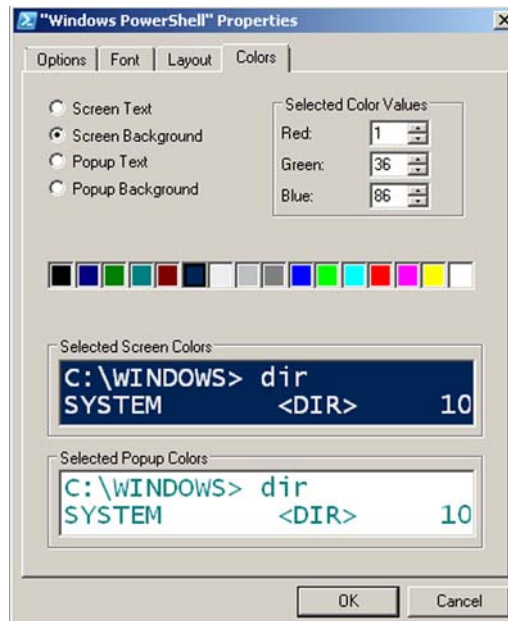 "Windows PowerShell" Properties
Options Font Layout Colors
Screen Text
Screen Background
Popup Text
Popup Background
Selected Color Values
Red: 1
Green: 36
Blue: 86
Selected Screen Colors
C:\WINDOWS> dir
SYSTEM <DIR> 10
Selected Popup Colors
C:\WINDOWS> dir
SYSTEM <DIR> 10
OK Cancel